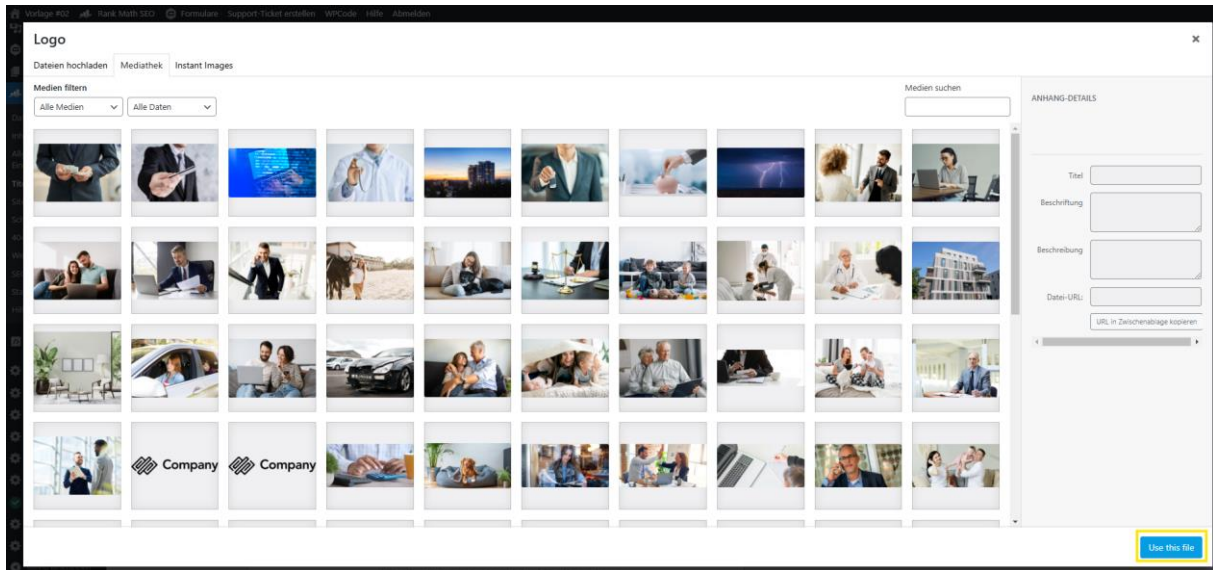 Vorlage #02 Rank Math SEO Formulare Support-Ticket erstellen WPCode Hilfe Abmelden
Logo
Dateien hochladen Mediathek Instant Images
Medien filtern
Medien suchen
Alle Medien Alle Daten
ANHANG-DETAILS
Titel
Beschriftung
Beschreibung
Datei-URL:
URL in Zwischenablage kopieren
Company Company
Use this file